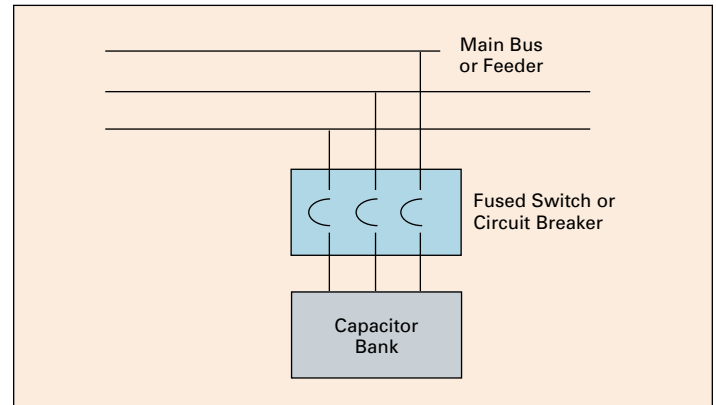 Main Bus
or Feeder
Fused Switch or
Circuit Breaker
Capacitor
Bank